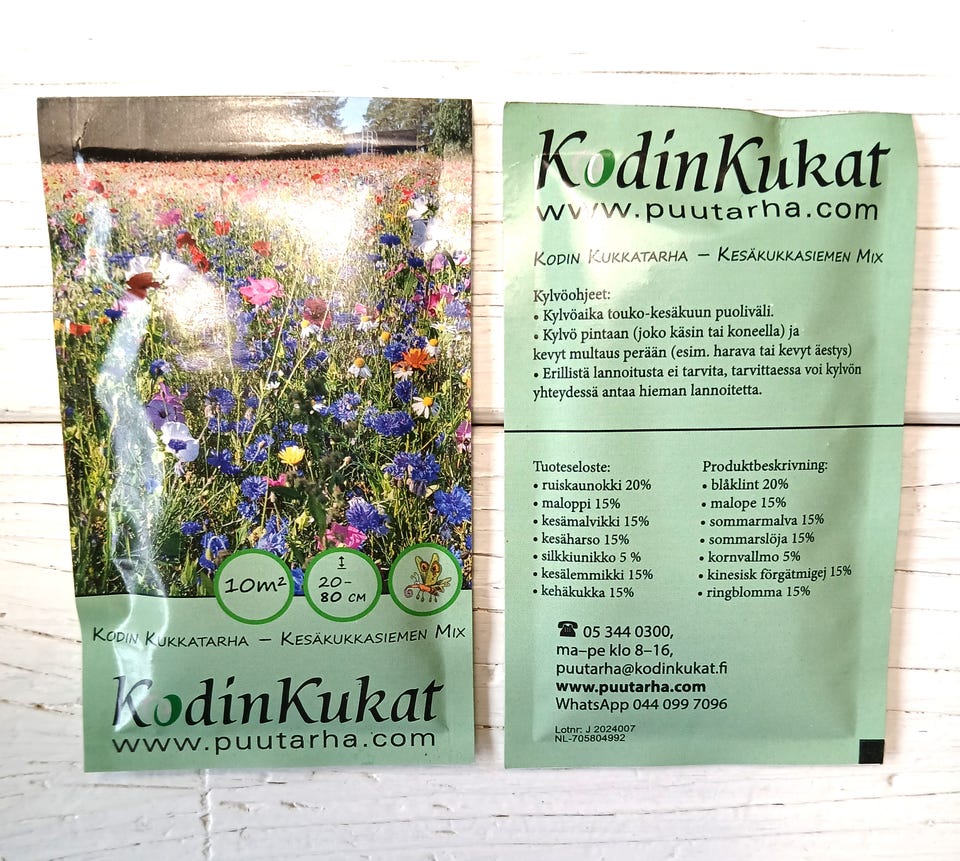 10m²
20-
80 CM
KODIN KUKKATARHA – KESÄKUKKASIEMEN MIX
KodinKukat
www.puutarha.com
KodinKukat
www.puutarha.com
KODIN KUKKATARHA – KESÄKUKKASIEMEN MIX
Kylvöohjeet:
• Kylvöaika touko-kesäkuun puoliväli.
• Kylvö pintaan (joko käsin tai koneella) ja
kevyt multaus perään (esim. harava tai kevyt äestys)
• Erillistä lannoitusta ei tarvita, tarvittaessa voi kylvön
yhteydessä antaa hieman lannoitetta.
Tuoteseloste:
• ruiskaunokki 20%
• maloppi 15%
• kesämalvikki 15%
• kesäharso 15%
• silkkiunikko 5 %
• kesälemmikki 15%
• kehäkukka 15%
Produktbeskrivning:
• blåklint 20%
• malope 15%
• sommarmalva 15%
• sommarslöja 15%
• kornvallmo 5%
• kinesisk förgätmigej 15%
• ringblomma 15%
☎ 05 344 0300,
ma–pe klo 8–16,
puutarha@kodinkukat.fi
www.puutarha.com
WhatsApp 044 099 7096
Lotnr: J 2024007
NL-705804992